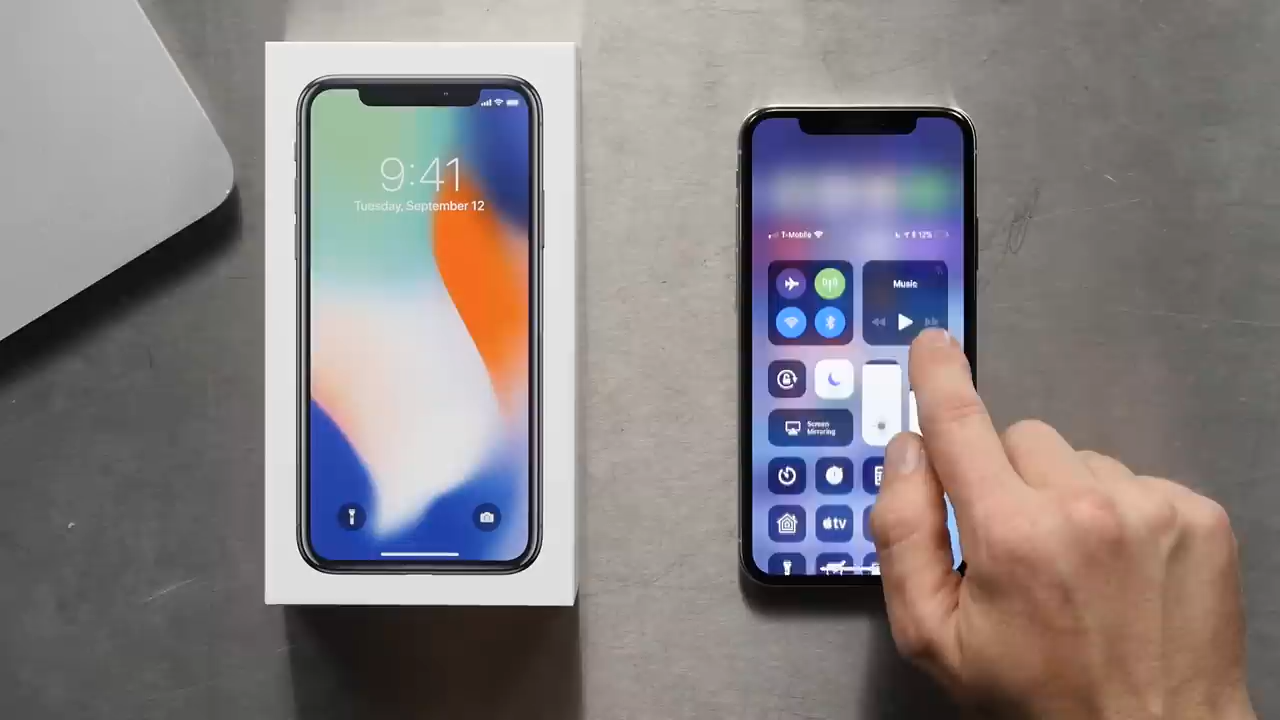 9:41
Tuesday, September 12
T-Mobile
12%
Music
Screen
Mirroring
tv